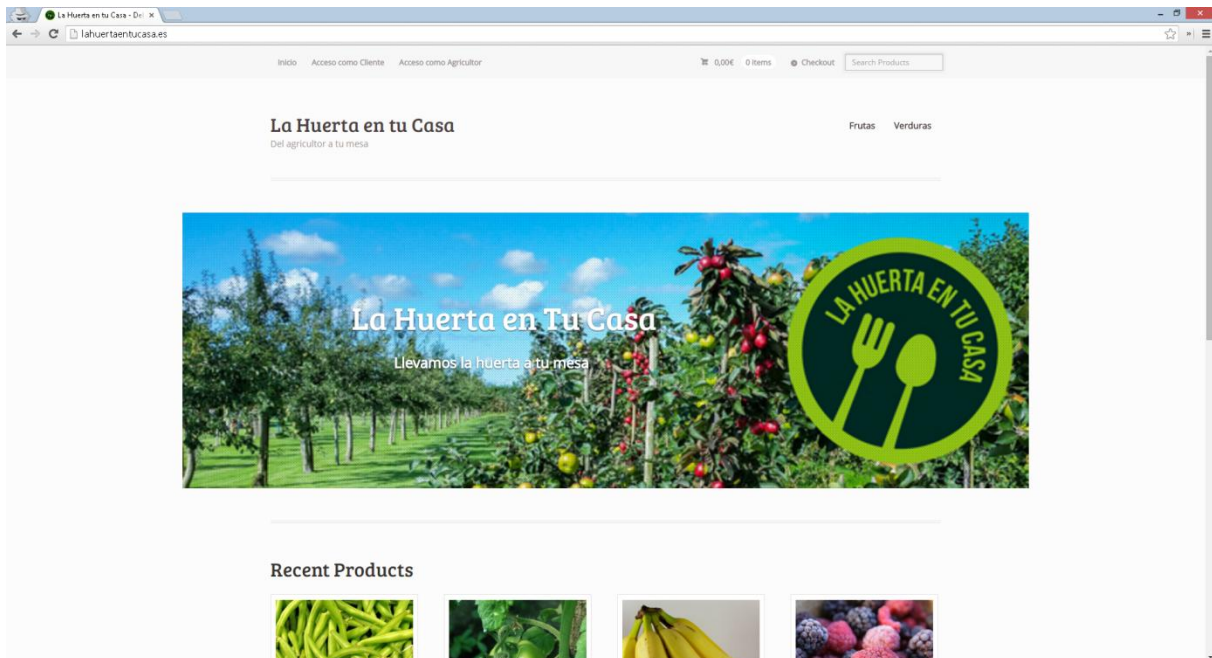 La Huerta en tu Casa - Del
lahuertaentucasa.es
Inicio Acceso como Cliente Acceso como Agricultor 0,00€ 0 items Checkout Search Products
La Huerta en tu Casa
Del agricultor a tu mesa
Frutas Verduras
La Huerta en Tu Casa
Llevamos la huerta a tu mesa
LA HUERTA EN TU CASA
Recent Products